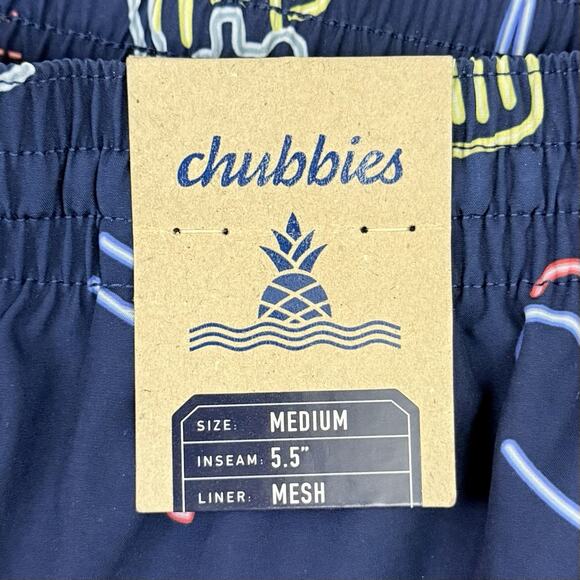 chubbies
SIZE: MEDIUM
INSEAM: 5.5"
LINER: MESH